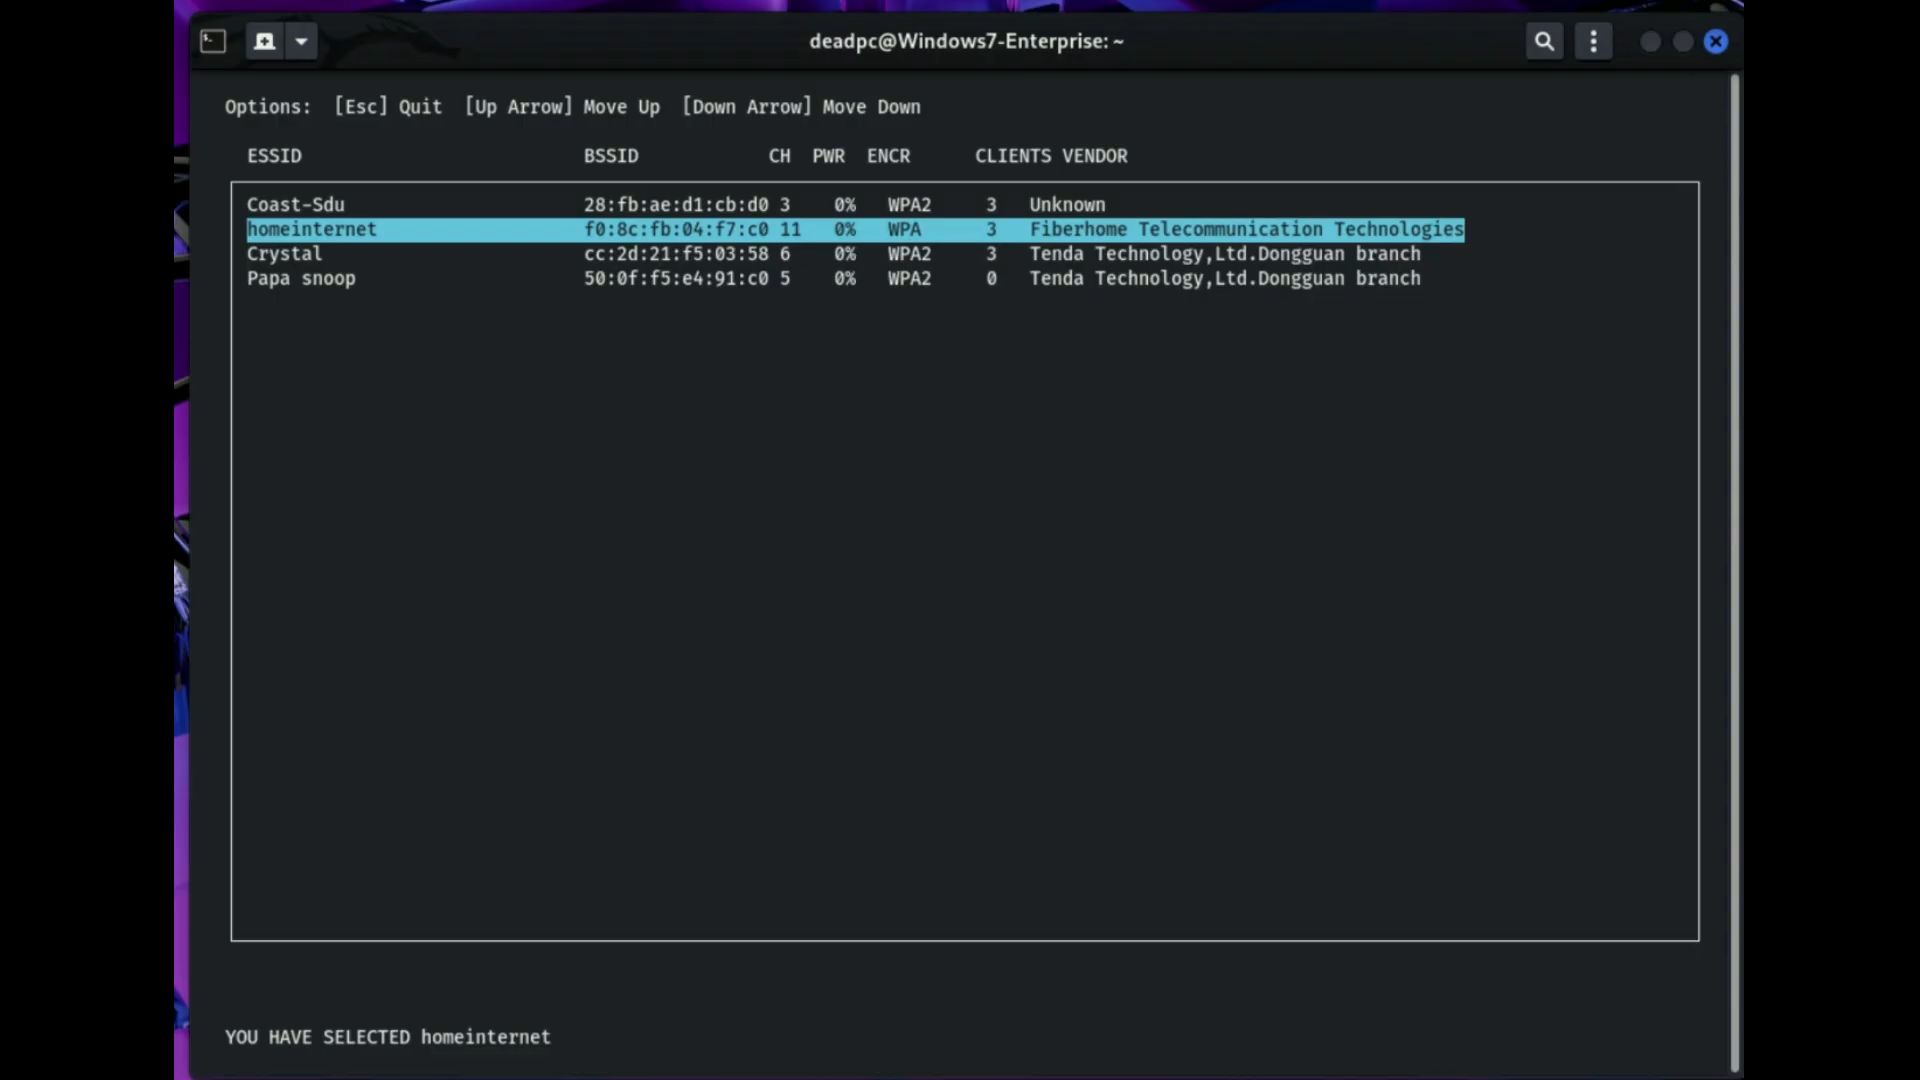 deadpc@Windows7-Enterprise: ~
Options:  [Esc] Quit  [Up Arrow] Move Up  [Down Arrow] Move Down
ESSID BSSID CH PWR ENCR CLIENTS VENDOR
Coast-Sdu 28:fb:ae:d1:cb:d0 3 0% WPA2 3 Unknown
homeinternet f0:8c:fb:04:f7:c0 11 0% WPA 3 Fiberhome Telecommunication Technologies
Crystal cc:2d:21:f5:03:58 6 0% WPA2 3 Tenda Technology,Ltd.Dongguan branch
Papa snoop 50:0f:f5:e4:91:c0 5 0% WPA2 0 Tenda Technology,Ltd.Dongguan branch
YOU HAVE SELECTED homeinternet